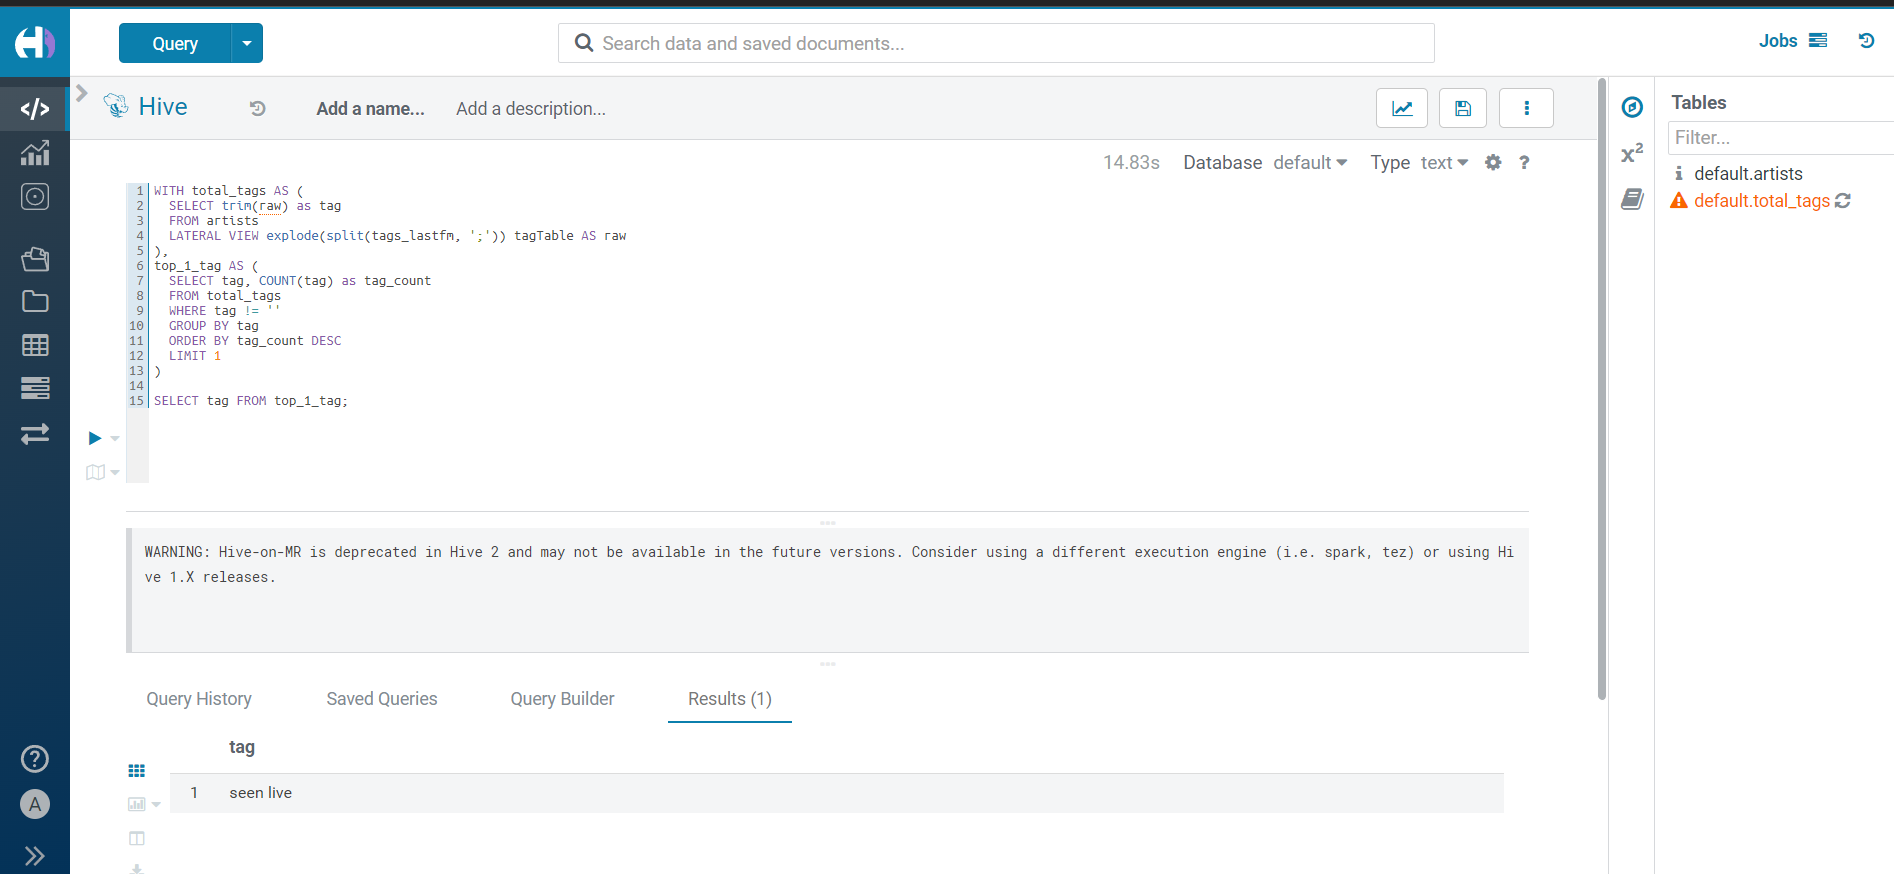 Query
Search data and saved documents...
Jobs
Hive
Add a name...
Add a description...
14.83s Database default Type text ?
1 WITH total_tags AS (
2 SELECT trim(raw) as tag
3 FROM artists
4 LATERAL VIEW explode(split(tags_lastfm, ';')) tagTable AS raw
5 ),
6 top_1_tag AS (
7 SELECT tag, COUNT(tag) as tag_count
8 FROM total_tags
9 WHERE tag != ''
10 GROUP BY tag
11 ORDER BY tag_count DESC
12 LIMIT 1
13 )
14
15 SELECT tag FROM top_1_tag;
WARNING: Hive-on-MR is deprecated in Hive 2 and may not be available in the future versions. Consider using a different execution engine (i.e. spark, tez) or using Hi
ve 1.X releases.
Query History
Saved Queries
Query Builder
Results (1)
tag
1 seen live
Tables
Filter...
default.artists
default.total_tags
x²
?
A